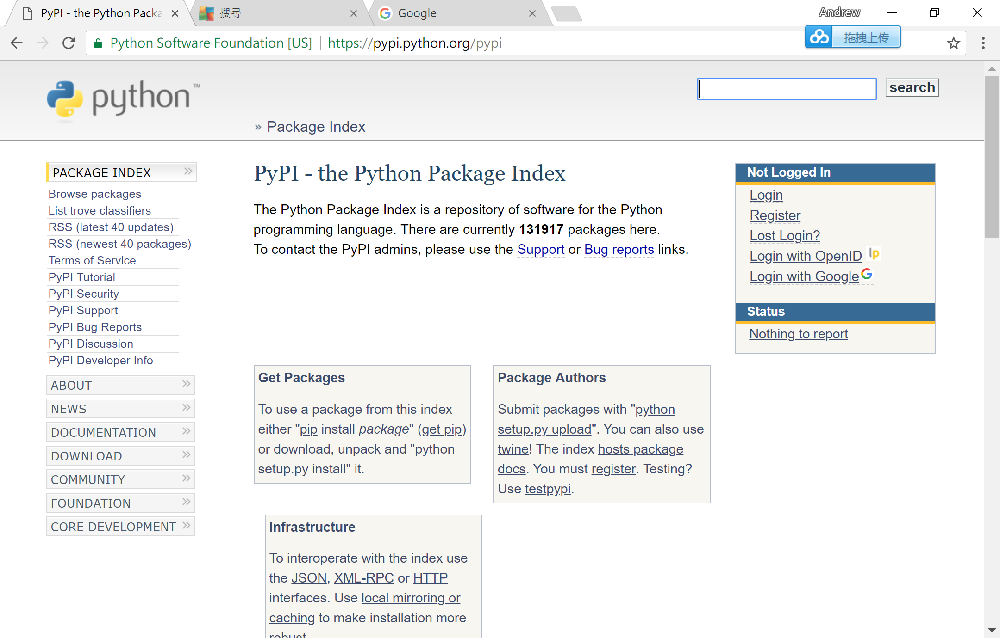 PyPI - the Python Packa
搜尋
Google
Andrew
Python Software Foundation [US]
https://pypi.python.org/pypi
拖拽上传
python™
search
» Package Index
PACKAGE INDEX »
Browse packages
List trove classifiers
RSS (latest 40 updates)
RSS (newest 40 packages)
Terms of Service
PyPI Tutorial
PyPI Security
PyPI Support
PyPI Bug Reports
PyPI Discussion
PyPI Developer Info
ABOUT »
NEWS »
DOCUMENTATION »
DOWNLOAD »
COMMUNITY »
FOUNDATION »
CORE DEVELOPMENT »
PyPI - the Python Package Index
The Python Package Index is a repository of software for the Python
programming language. There are currently 131917 packages here.
To contact the PyPI admins, please use the Support or Bug reports links.
Not Logged In
Login
Register
Lost Login?
Login with OpenID lp
Login with Google
Status
Nothing to report
Get Packages
To use a package from this index
either "pip install package" (get pip)
or download, unpack and "python
setup.py install" it.
Package Authors
Submit packages with "python
setup.py upload". You can also use
twine! The index hosts package
docs. You must register. Testing?
Use testpypi.
Infrastructure
To interoperate with the index use
the JSON, XML-RPC or HTTP
interfaces. Use local mirroring or
caching to make installation more
robust